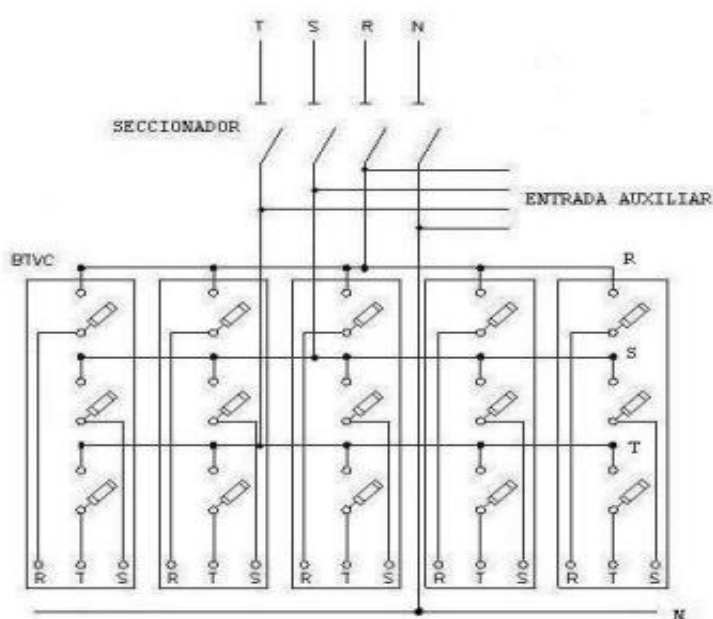 T S R N
SECCIONADOR
ENTRADA AUXILIAR
BTVC
R
S
T
R T S R T S R T S R T S R T S
N